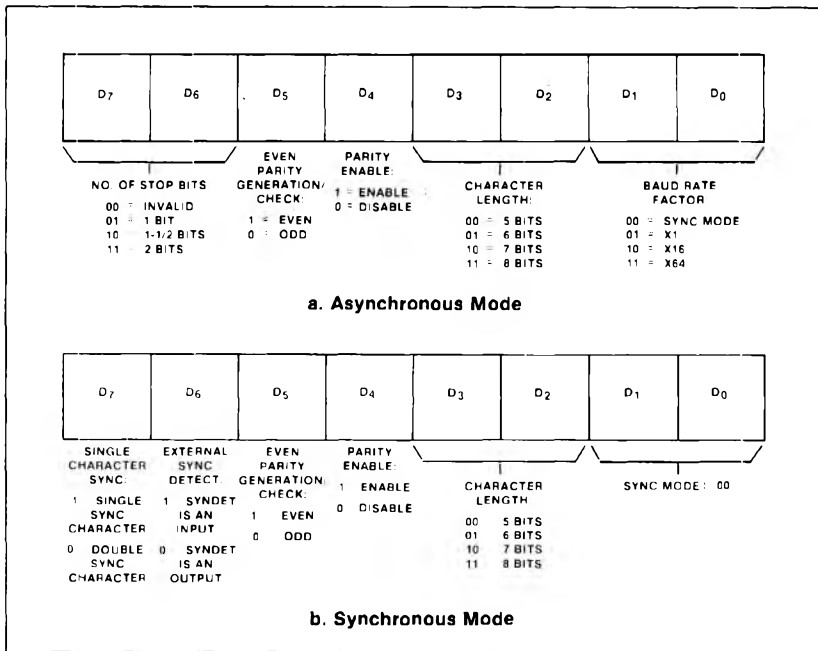 D7 D6 D5 D4 D3 D2 D1 D0
NO. OF STOP BITS
00 = INVALID
01 = 1 BIT
10 1-1/2 BITS
11 2 BITS
EVEN
PARITY
GENERATION/
CHECK:
1 = EVEN
0 = ODD
PARITY
ENABLE:
1 = ENABLE
0 = DISABLE
CHARACTER
LENGTH:
00 = 5 BITS
01 = 6 BITS
10 = 7 BITS
11 = 8 BITS
BAUD RATE
FACTOR
00 = SYNC MODE
01 = X1
10 = X16
11 = X64
a. Asynchronous Mode
D7 D6 D5 D4 D3 D2 D1 D0
SINGLE
CHARACTER
SYNC:
1 SINGLE
SYNC
CHARACTER
0 DOUBLE
SYNC
CHARACTER
EXTERNAL
SYNC
DETECT.
1 SYNDET
IS AN
INPUT
0 SYNDET
IS AN
OUTPUT
EVEN
PARITY
GENERATION
CHECK:
1 EVEN
0 ODD
PARITY
ENABLE:
1 ENABLE
0 DISABLE
CHARACTER
LENGTH
00 5 BITS
01 6 BITS
10 7 BITS
11 8 BITS
SYNC MODE: 00
b. Synchronous Mode